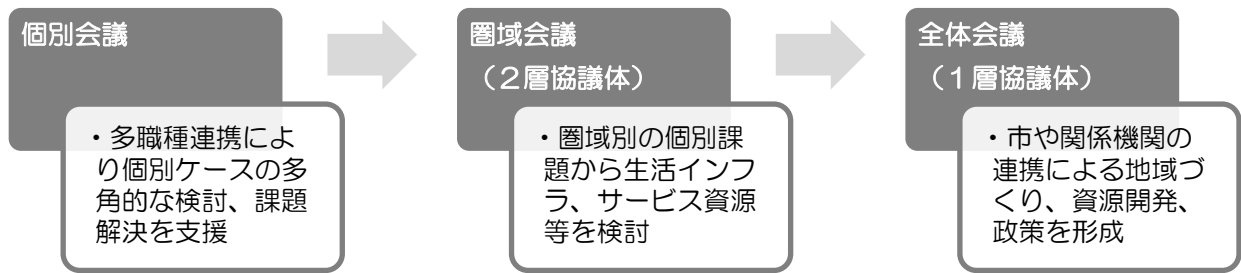 個別会議
・多職種連携によ
り個別ケースの多
角的な検討、課題
解決を支援
圏域会議
（２層協議体）
・圏域別の個別課
題から生活インフ
ラ、サービス資源
等を検討
全体会議
（１層協議体）
・市や関係機関の
連携による地域づ
くり、資源開発、
政策を形成